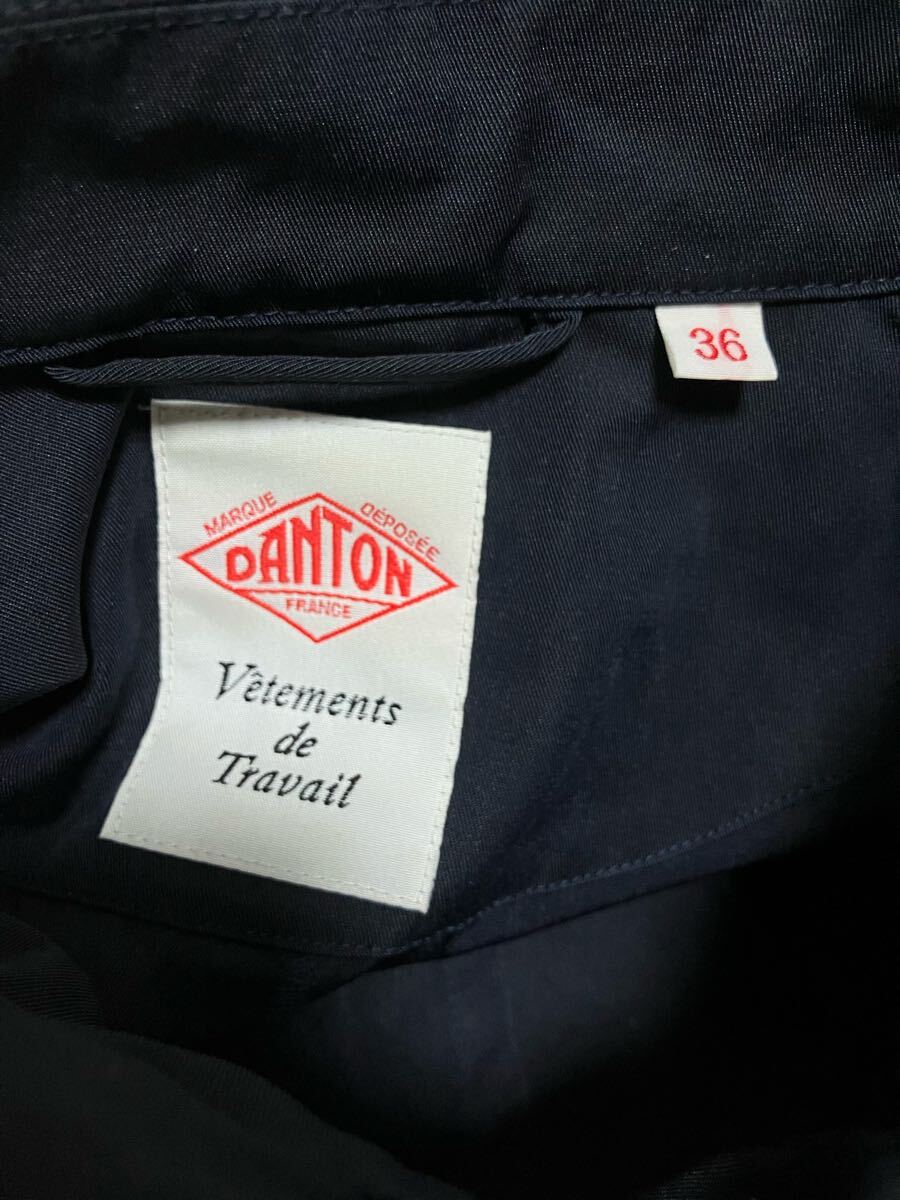 36
MARQUE DÉPOSÉE
DANTON
FRANCE
Vêtements
de
Travail